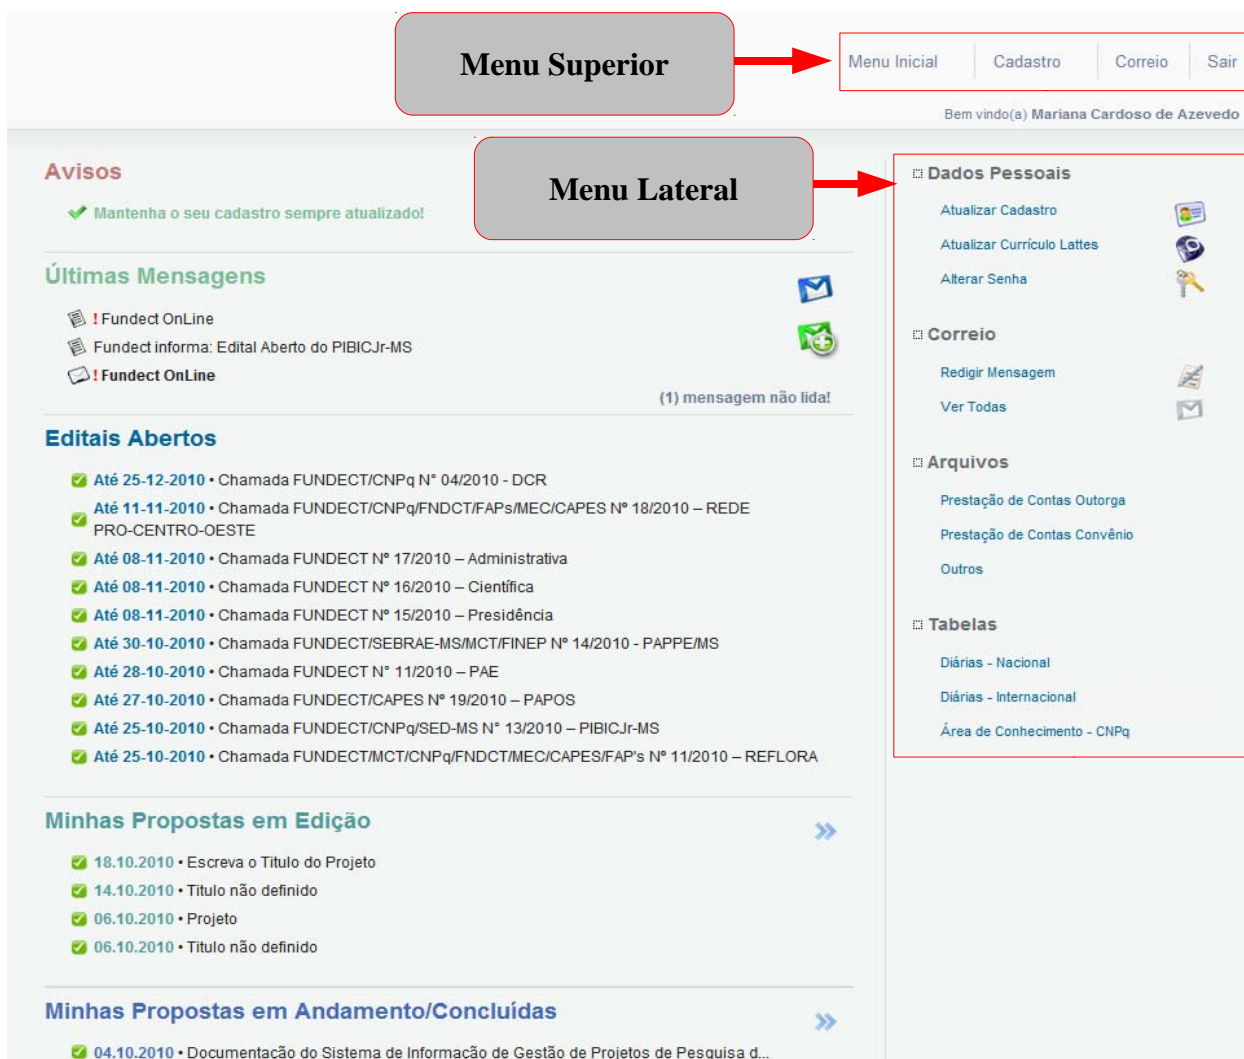 Menu Superior
Menu Inicial
Cadastro
Correio
Sair
Bem vindo(a) Mariana Cardoso de Azevedo
Menu Lateral
Avisos
Mantenha o seu cadastro sempre atualizado!
Últimas Mensagens
! Fundect OnLine
Fundect informa: Edital Aberto do PIBICJr-MS
! Fundect OnLine
(1) mensagem não lida!
Editais Abertos
Até 25-12-2010 • Chamada FUNDECT/CNPq N° 04/2010 - DCR
Até 11-11-2010 • Chamada FUNDECT/CNPq/FNDCT/FAPs/MEC/CAPES Nº 18/2010 – REDE
PRO-CENTRO-OESTE
Até 08-11-2010 • Chamada FUNDECT Nº 17/2010 – Administrativa
Até 08-11-2010 • Chamada FUNDECT Nº 16/2010 – Científica
Até 08-11-2010 • Chamada FUNDECT Nº 15/2010 – Presidência
Até 30-10-2010 • Chamada FUNDECT/SEBRAE-MS/MCT/FINEP Nº 14/2010 - PAPPE/MS
Até 28-10-2010 • Chamada FUNDECT N° 11/2010 – PAE
Até 27-10-2010 • Chamada FUNDECT/CAPES Nº 19/2010 – PAPOS
Até 25-10-2010 • Chamada FUNDECT/CNPq/SED-MS N° 13/2010 – PIBICJr-MS
Até 25-10-2010 • Chamada FUNDECT/MCT/CNPq/FNDCT/MEC/CAPES/FAP's Nº 11/2010 – REFLORA
Minhas Propostas em Edição
18.10.2010 • Escreva o Titulo do Projeto
14.10.2010 • Titulo não definido
06.10.2010 • Projeto
06.10.2010 • Titulo não definido
Minhas Propostas em Andamento/Concluídas
04.10.2010 • Documentação do Sistema de Informação de Gestão de Projetos de Pesquisa d...
Dados Pessoais
Atualizar Cadastro
Atualizar Currículo Lattes
Alterar Senha
Correio
Redigir Mensagem
Ver Todas
Arquivos
Prestação de Contas Outorga
Prestação de Contas Convênio
Outros
Tabelas
Diárias - Nacional
Diárias - Internacional
Área de Conhecimento - CNPq